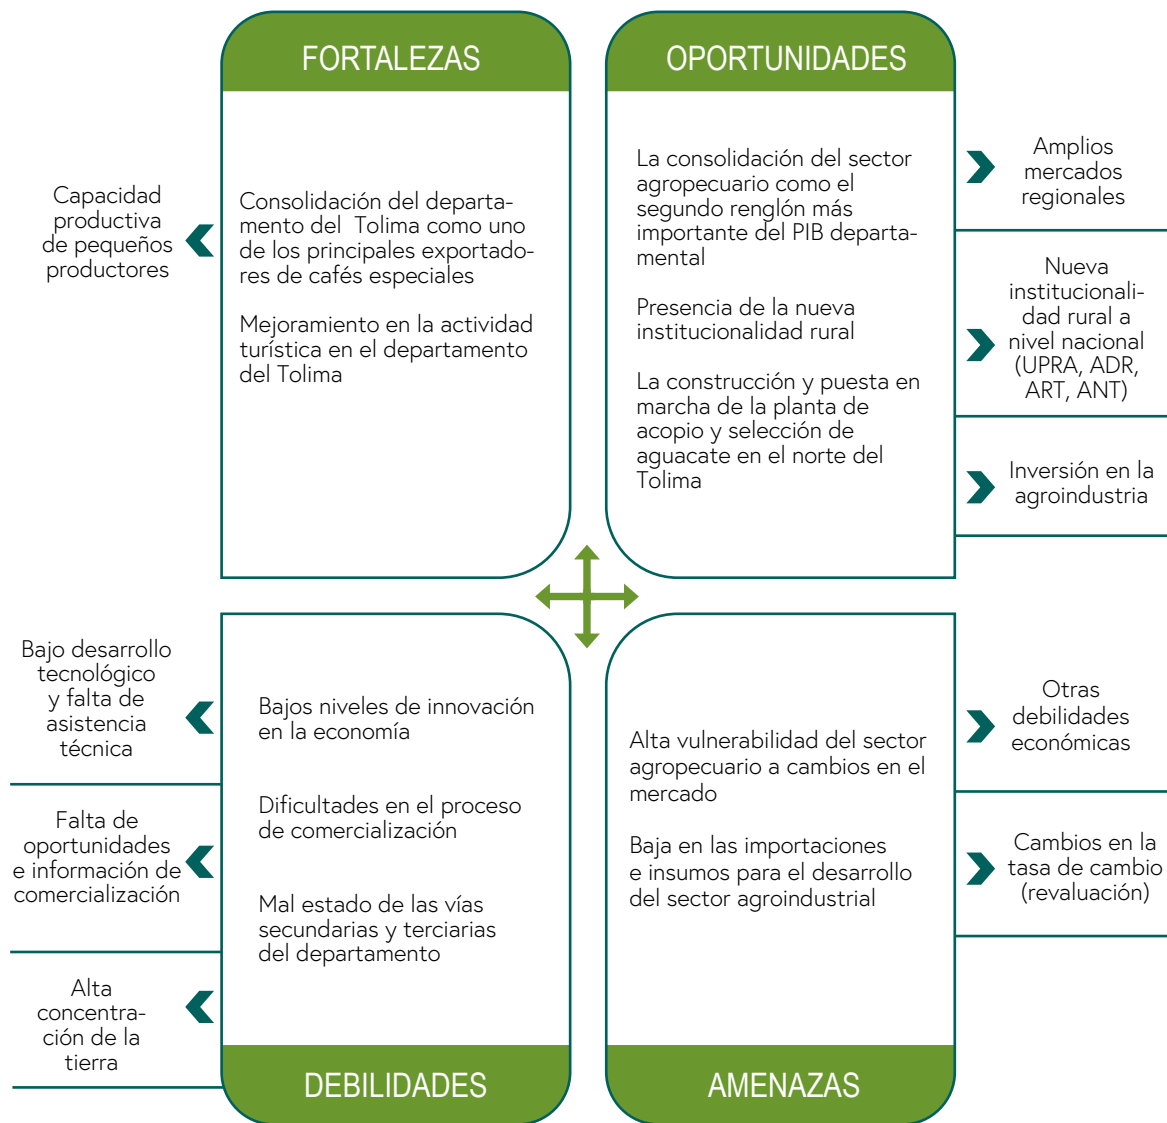 FORTALEZAS
Capacidad
productiva
de pequeños
productores
Consolidación del departa-
mento del Tolima como uno
de los principales exportado-
res de cafés especiales
Mejoramiento en la actividad
turística en el departamento
del Tolima
OPORTUNIDADES
La consolidación del sector
agropecuario como el
segundo renglón más
importante del PIB departa-
mental
Presencia de la nueva
institucionalidad rural
La construcción y puesta en
marcha de la planta de
acopio y selección de
aguacate en el norte del
Tolima
Amplios
mercados
regionales
Nueva
institucionali-
dad rural a
nivel nacional
(UPRA, ADR,
ART, ANT)
Inversión en la
agroindustria
Bajo desarrollo
tecnológico
y falta de
asistencia
técnica
Falta de
oportunidades
e información de
comercialización
Alta
concentra-
ción de la
tierra
Bajos niveles de innovación
en la economía
Dificultades en el proceso
de comercialización
Mal estado de las vías
secundarias y terciarias
del departamento
DEBILIDADES
Alta vulnerabilidad del sector
agropecuario a cambios en el
mercado
Baja en las importaciones
e insumos para el desarrollo
del sector agroindustrial
AMENAZAS
Otras
debilidades
económicas
Cambios en la
tasa de cambio
(revaluación)